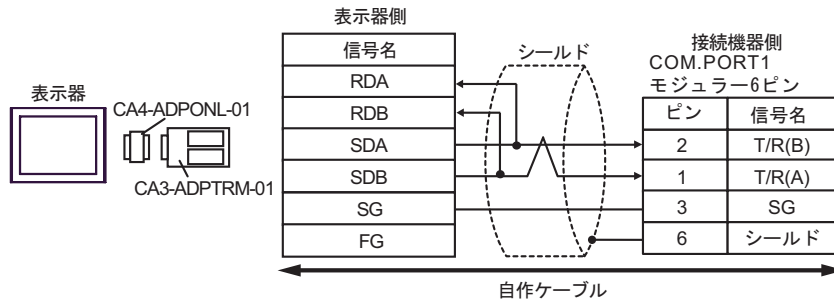 表示器
CA4-ADPONL-01
CA3-ADPTRM-01
表示器側
信号名
RDA
RDB
SDA
SDB
SG
FG
シールド
接続機器側
COM.PORT1
モジュラー6ピン
ピン 信号名
2 T/R(B)
1 T/R(A)
3 SG
6 シールド
自作ケーブル